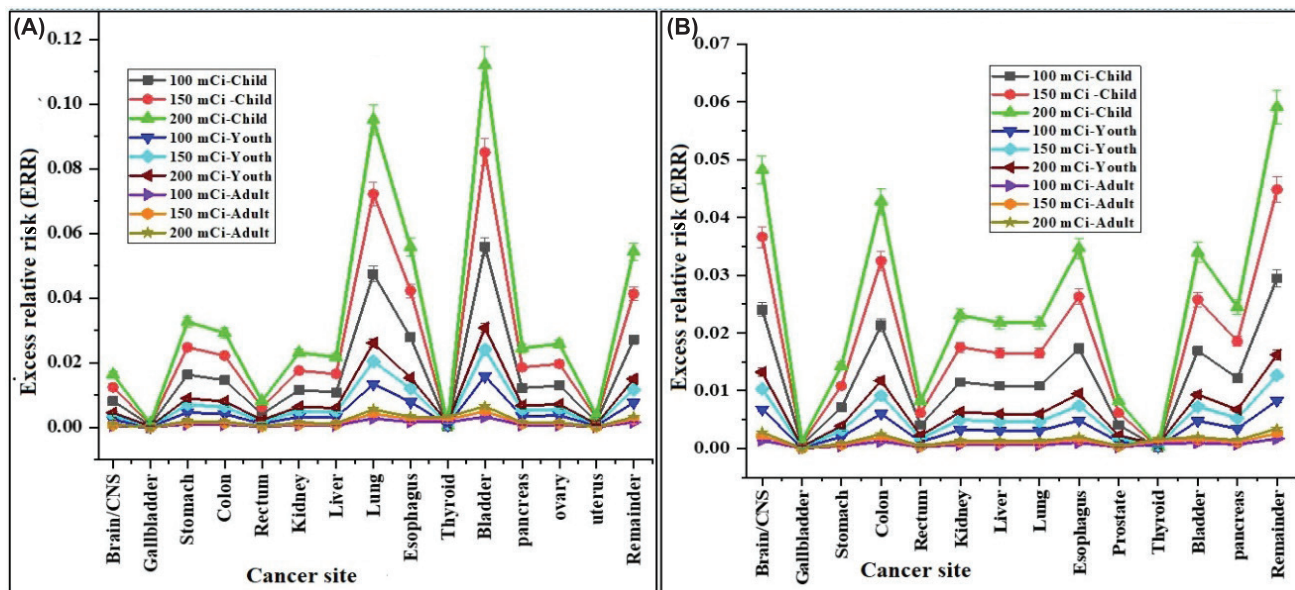 (A)
Excess relative risk (ERR)
0.12
0.10
0.08
0.06
0.04
0.02
0.00
100 mCi-Child
150 mCi -Child
200 mCi-Child
100 mCi-Youth
150 mCi-Youth
200 mCi-Youth
100 mCi-Adult
150 mCi-Adult
200 mCi-Adult
Brain/CNS
Gallbladder
Stomach
Colon
Rectum
Kidney
Liver
Lung
Esophagus
Thyroid
Bladder
pancreas
ovary
uterus
Remainder
Cancer site
(B)
Excess relative risk (ERR)
0.07
0.06
0.05
0.04
0.03
0.02
0.01
0.00
100 mCi-Child
150 mCi -Child
200 mCi-Child
100 mCi-Youth
150 mCi-Youth
200 mCi-Youth
100 mCi-Adult
150 mCi-Adult
200 mCi-Adult
Brain/CNS
Gallbladder
Stomach
Colon
Rectum
Kidney
Liver
Lung
Esophagus
Prostate
Thyroid
Bladder
pancreas
Remainder
Cancer site